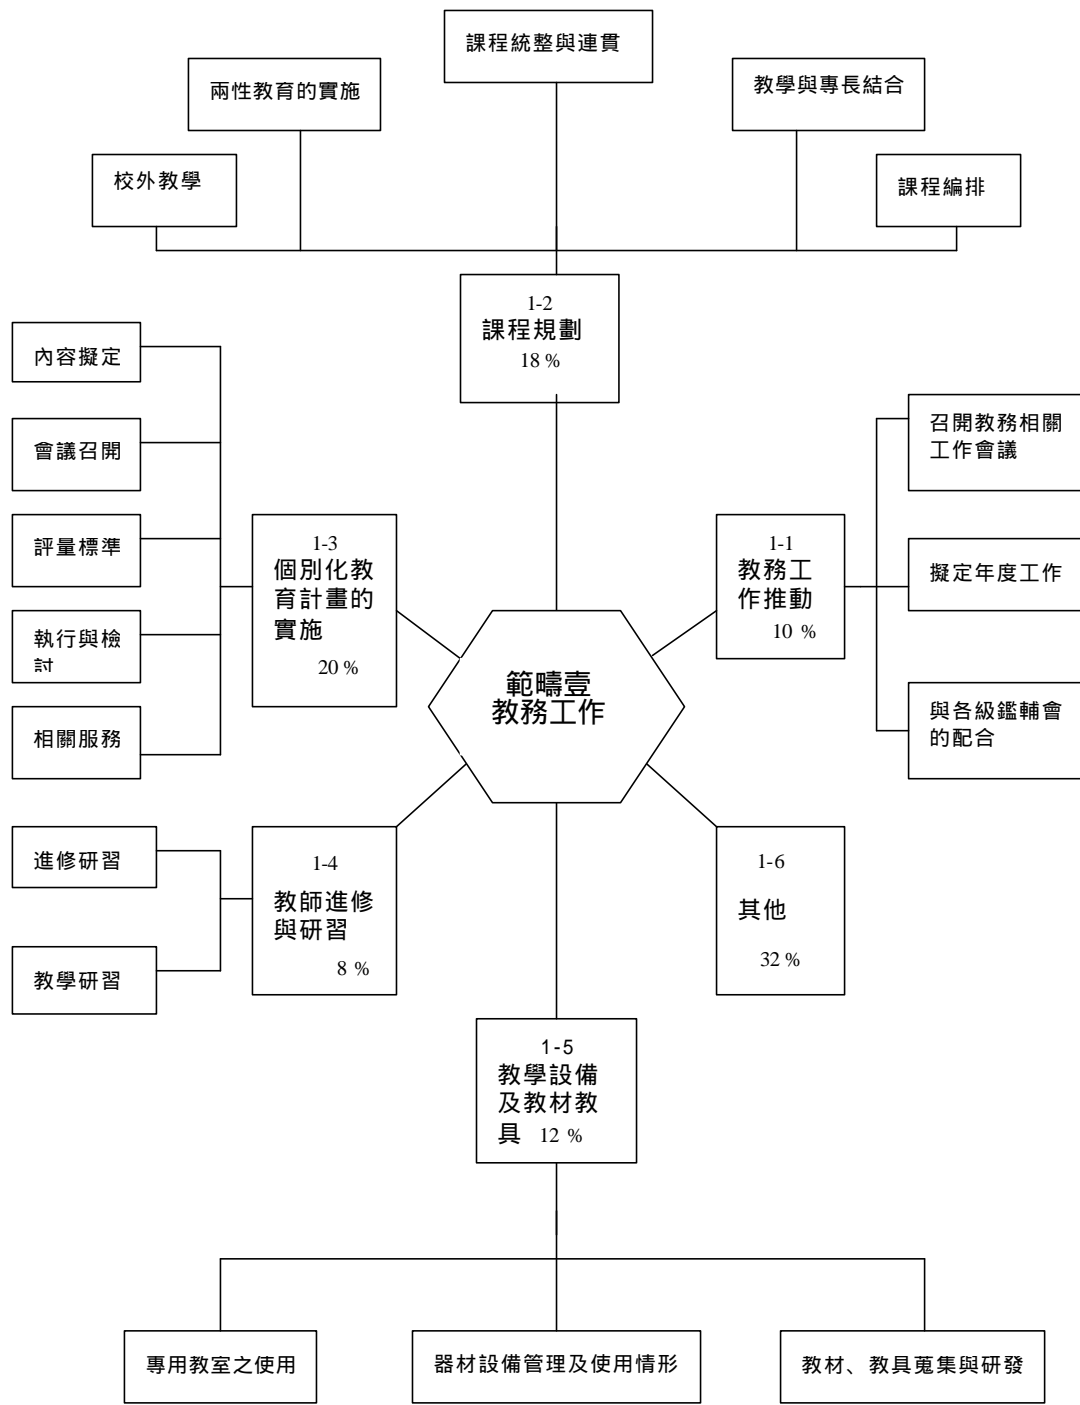 課程統整與連貫
兩性教育的實施
教學與專長結合
校外教學
課程編排
1-2
課程規劃
18 %
內容擬定
會議召開
評量標準
執行與檢
討
相關服務
1-3
個別化教
育計畫的
實施
20 %
1-1
教務工
作推動
10 %
召開教務相關
工作會議
擬定年度工作
與各級鑑輔會
的配合
範疇壹
教務工作
進修研習
教學研習
1-4
教師進修
與研習
8 %
1-6
其他
32 %
1-5
教學設備
及教材教
具 12 %
專用教室之使用
器材設備管理及使用情形
教材、教具蒐集與研發